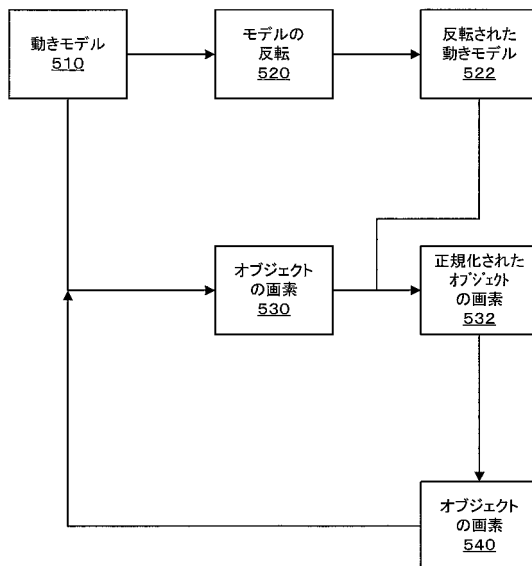 動きモデル
510
モデルの
反転
520
反転された
動きモデル
522
オブジェクト
の画素
530
正規化された
オブジェクト
の画素
532
オブジェクト
の画素
540